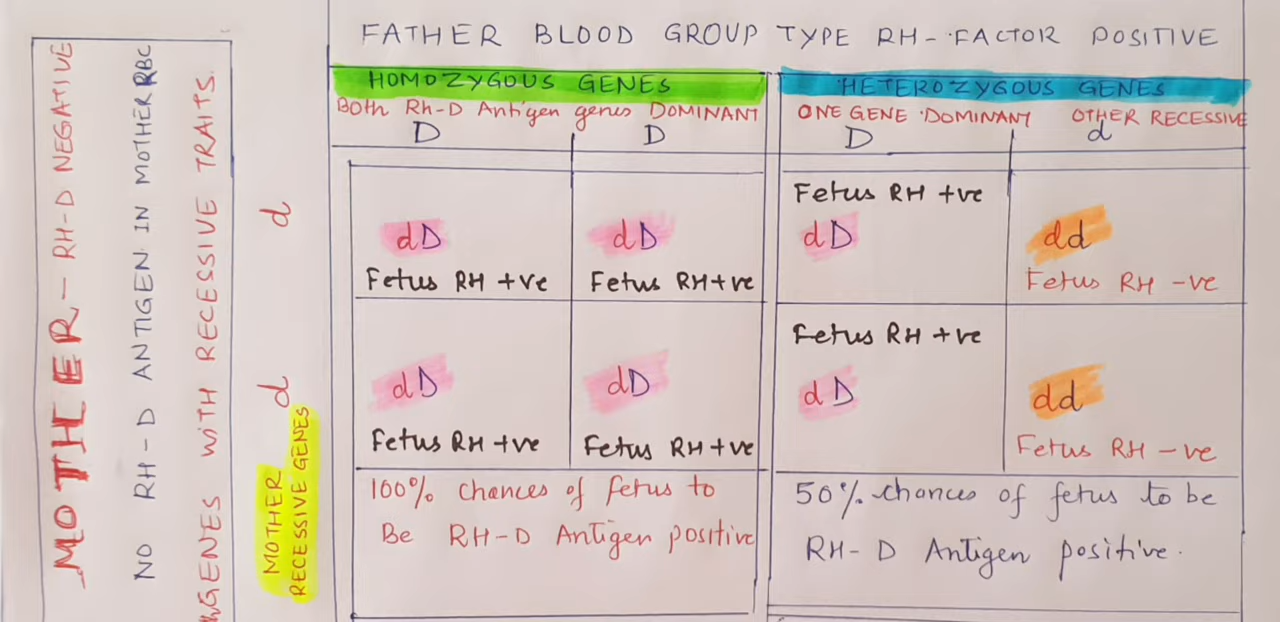 MOTHER - RH-D NEGATIVE
NO RH-D ANTIGEN IN MOTHER RBC
GENES WITH RECESSIVE TRAITS.
FATHER BLOOD GROUP TYPE RH- FACTOR POSITIVE
HOMOZYGOUS GENES
HETEROZYGOUS GENES
BOTH Rh-D Antigen genes DOMINANT
ONE GENE DOMINANT OTHER RECESSIVE
D D D d
d
d
MOTHER
RECESSIVE GENES
dD
Fetus RH +ve
dD
Fetus RH+ve
Fetus RH +ve
dD
dd
Fetus RH -ve
dD
Fetus RH +ve
dD
Fetus RH +ve
Fetus RH +ve
dD
dd
Fetus RH -ve
100% Chances of fetus to
Be RH-D Antigen positive
50% chances of fetus to be
RH-D Antigen positive.